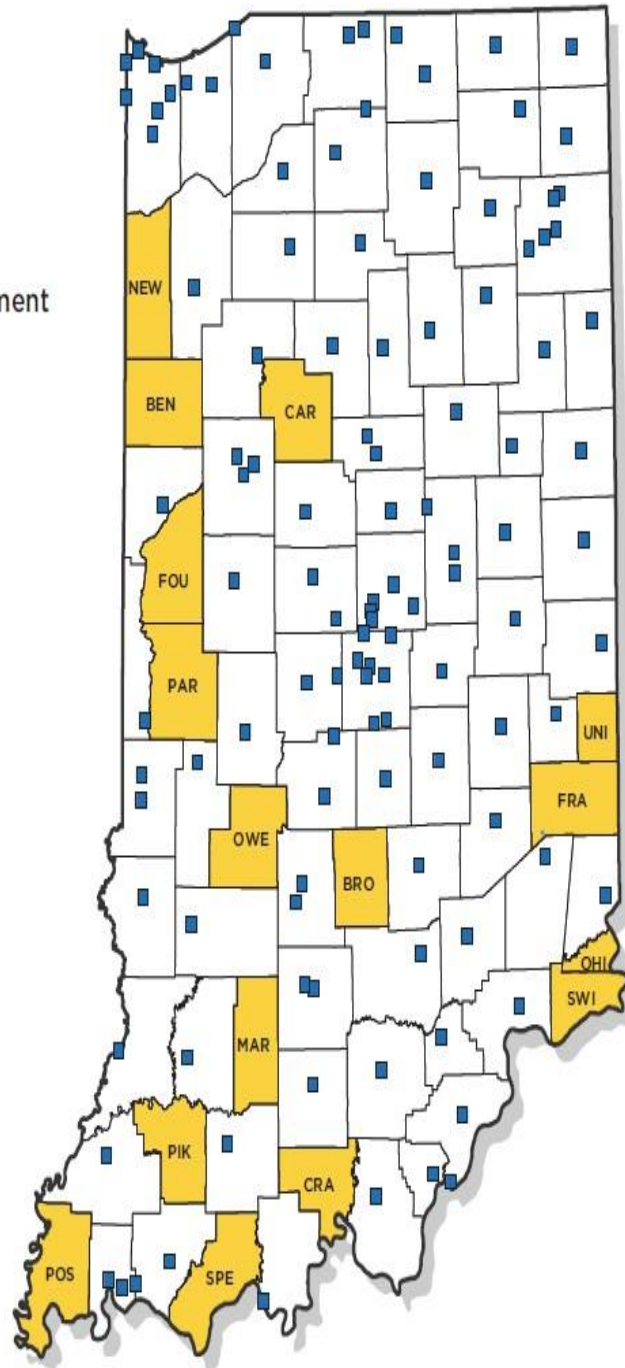 NEW
ment
BEN
CAR
FOU
PAR
UNI
FRA
OWE
BRO
OHI
SWI
MAR
PIK
CRA
POS
SPE